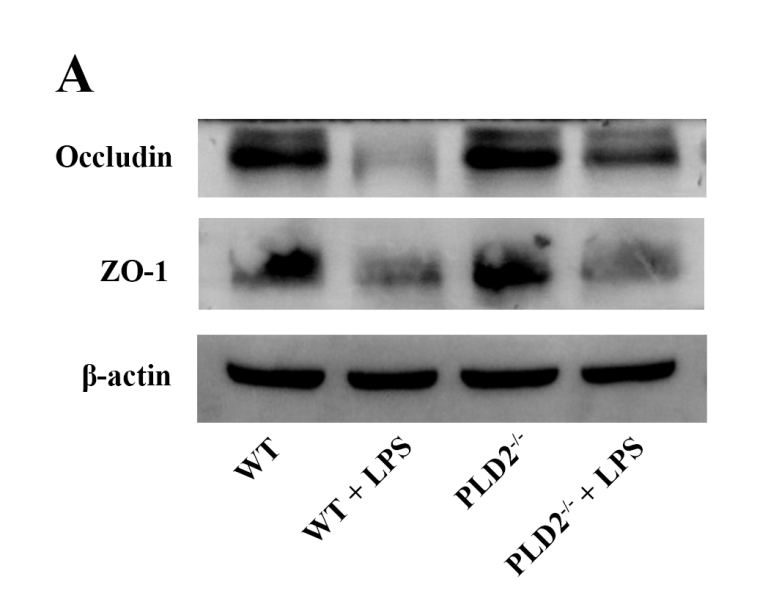 A
Occludin
ZO-1
β-actin
WT
WT + LPS
PLD2-/-
PLD2-/- + LPS